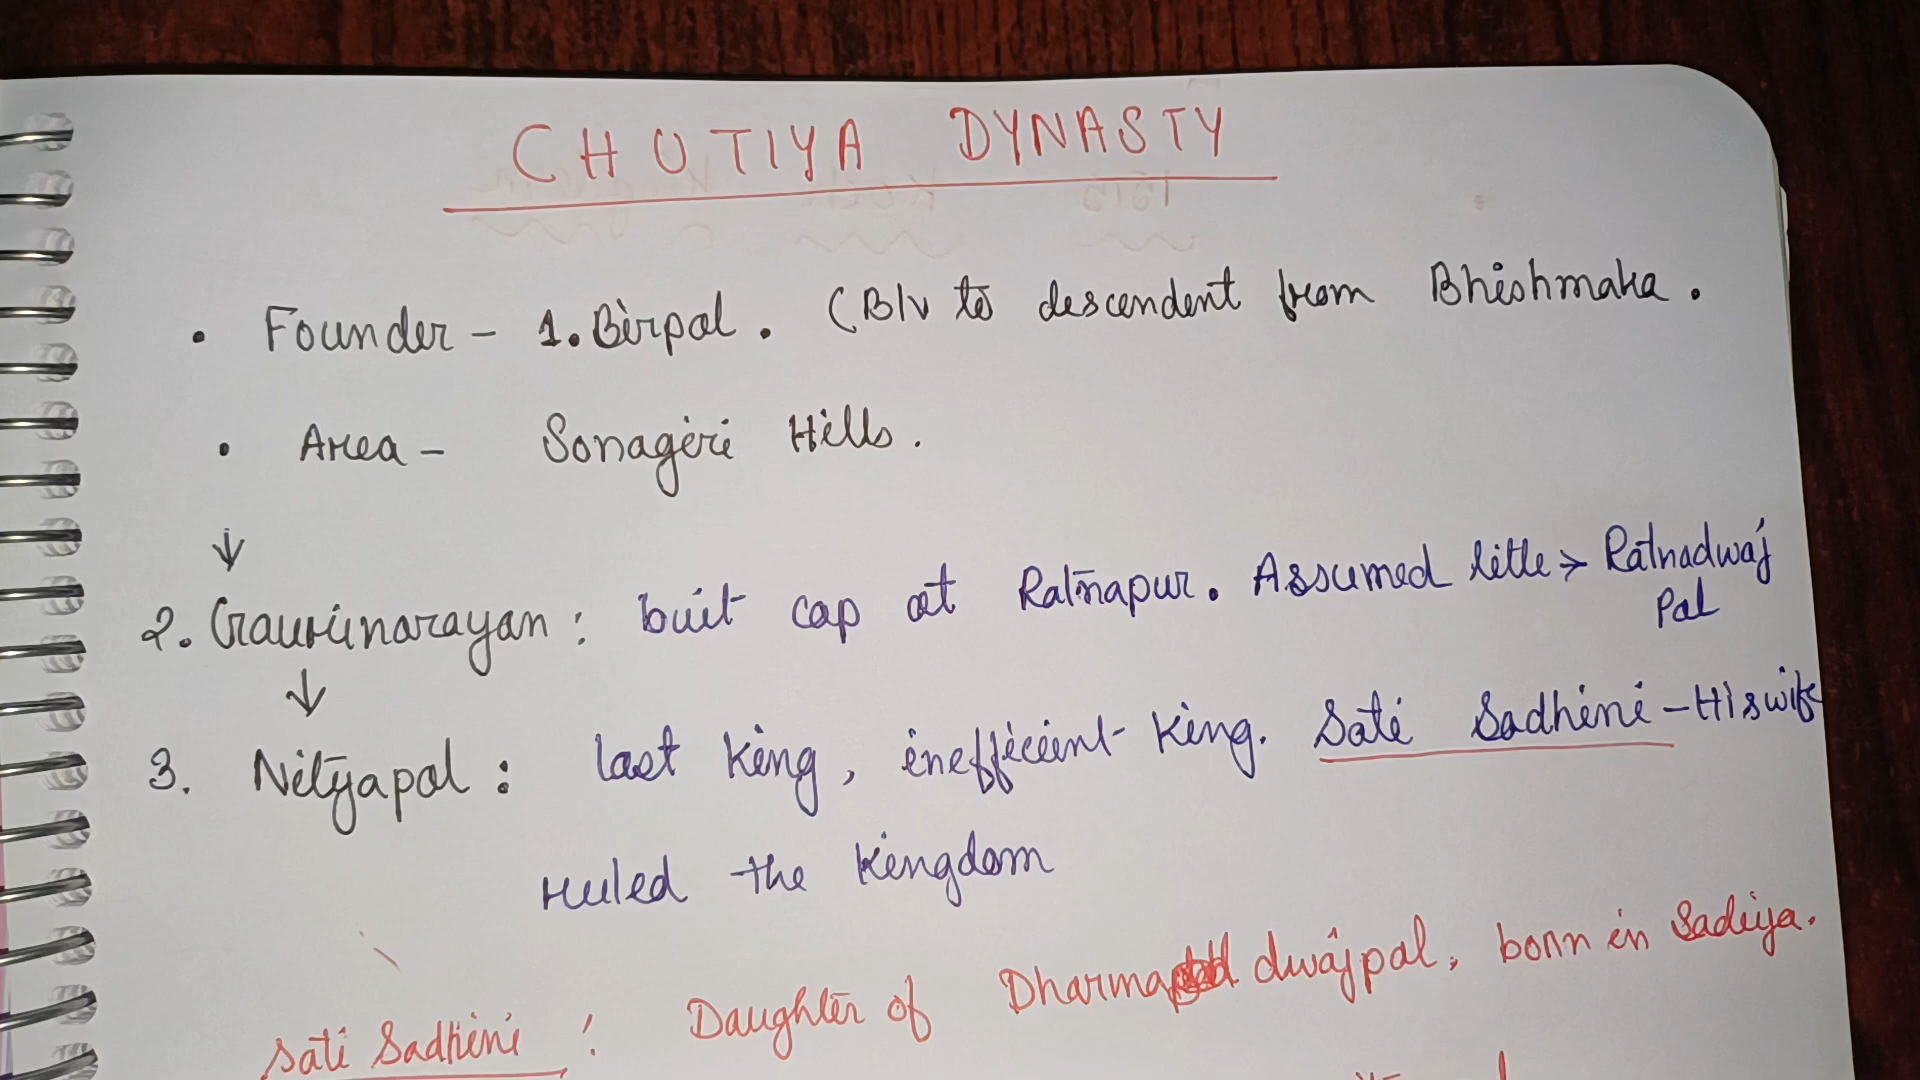 CHUTIYA DYNASTY
• Founder - 1. Birpal. (B/v to descendent from Bhishmaka.
• Area - Sonagiri Hills.
↓
2. Gaurinarayan : buit cap at Ratnapur. Assumed title > Ratnadwaj
Pal
↓
3. Nityapal : last king, inefficient king. Sati Sadhini - His wife
ruled the kingdom
Sati Sadhini : Daughter of Dharma dwajpal, born in Sadiya.